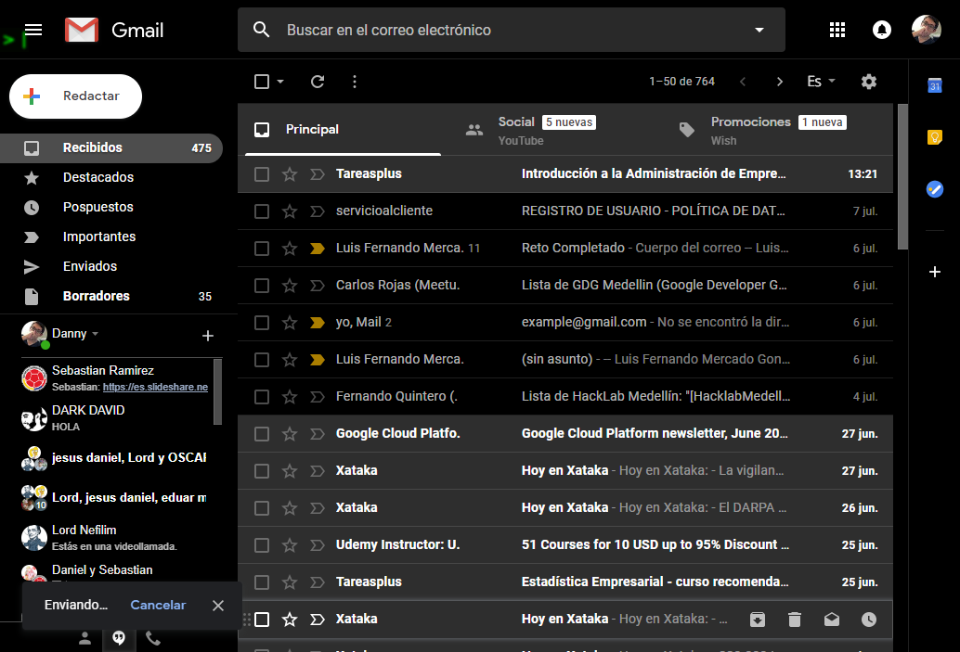 Gmail
Buscar en el correo electrónico
Redactar
1–50 de 764
Es
Recibidos 475
Destacados
Pospuestos
Importantes
Enviados
Borradores 35
Danny
Sebastian Ramirez
Sebastian: https://es.slideshare.ne
DARK DAVID
HOLA
jesus daniel, Lord y OSCAR
Lord, jesus daniel, eduar m
10
Lord Nefilim
Estás en una videollamada.
Daniel y Sebastian
Enviando... Cancelar
Principal
Social 5 nuevas
YouTube
Promociones 1 nueva
Wish
Tareasplus Introducción a la Administración de Empre... 13:21
servicioalcliente REGISTRO DE USUARIO - POLÍTICA DE DAT... 7 jul.
Luis Fernando Merca. 11 Reto Completado - Cuerpo del correo -- Luis... 6 jul.
Carlos Rojas (Meetu. Lista de GDG Medellin (Google Developer G... 6 jul.
yo, Mail 2 example@gmail.com - No se encontró la dir... 6 jul.
Luis Fernando Merca. (sin asunto) - -- Luis Fernando Mercado Gon... 6 jul.
Fernando Quintero (. Lista de HackLab Medellín: "[HacklabMedell... 4 jul.
Google Cloud Platfo. Google Cloud Platform newsletter, June 20... 27 jun.
Xataka Hoy en Xataka - Hoy en Xataka: - La vigilan... 27 jun.
Xataka Hoy en Xataka - Hoy en Xataka: - El DARPA ... 26 jun.
Udemy Instructor: U. 51 Courses for 10 USD up to 95% Discount ... 25 jun.
Tareasplus Estadística Empresarial - curso recomenda... 25 jun.
Xataka Hoy en Xataka - Hoy en Xataka: - ...
31